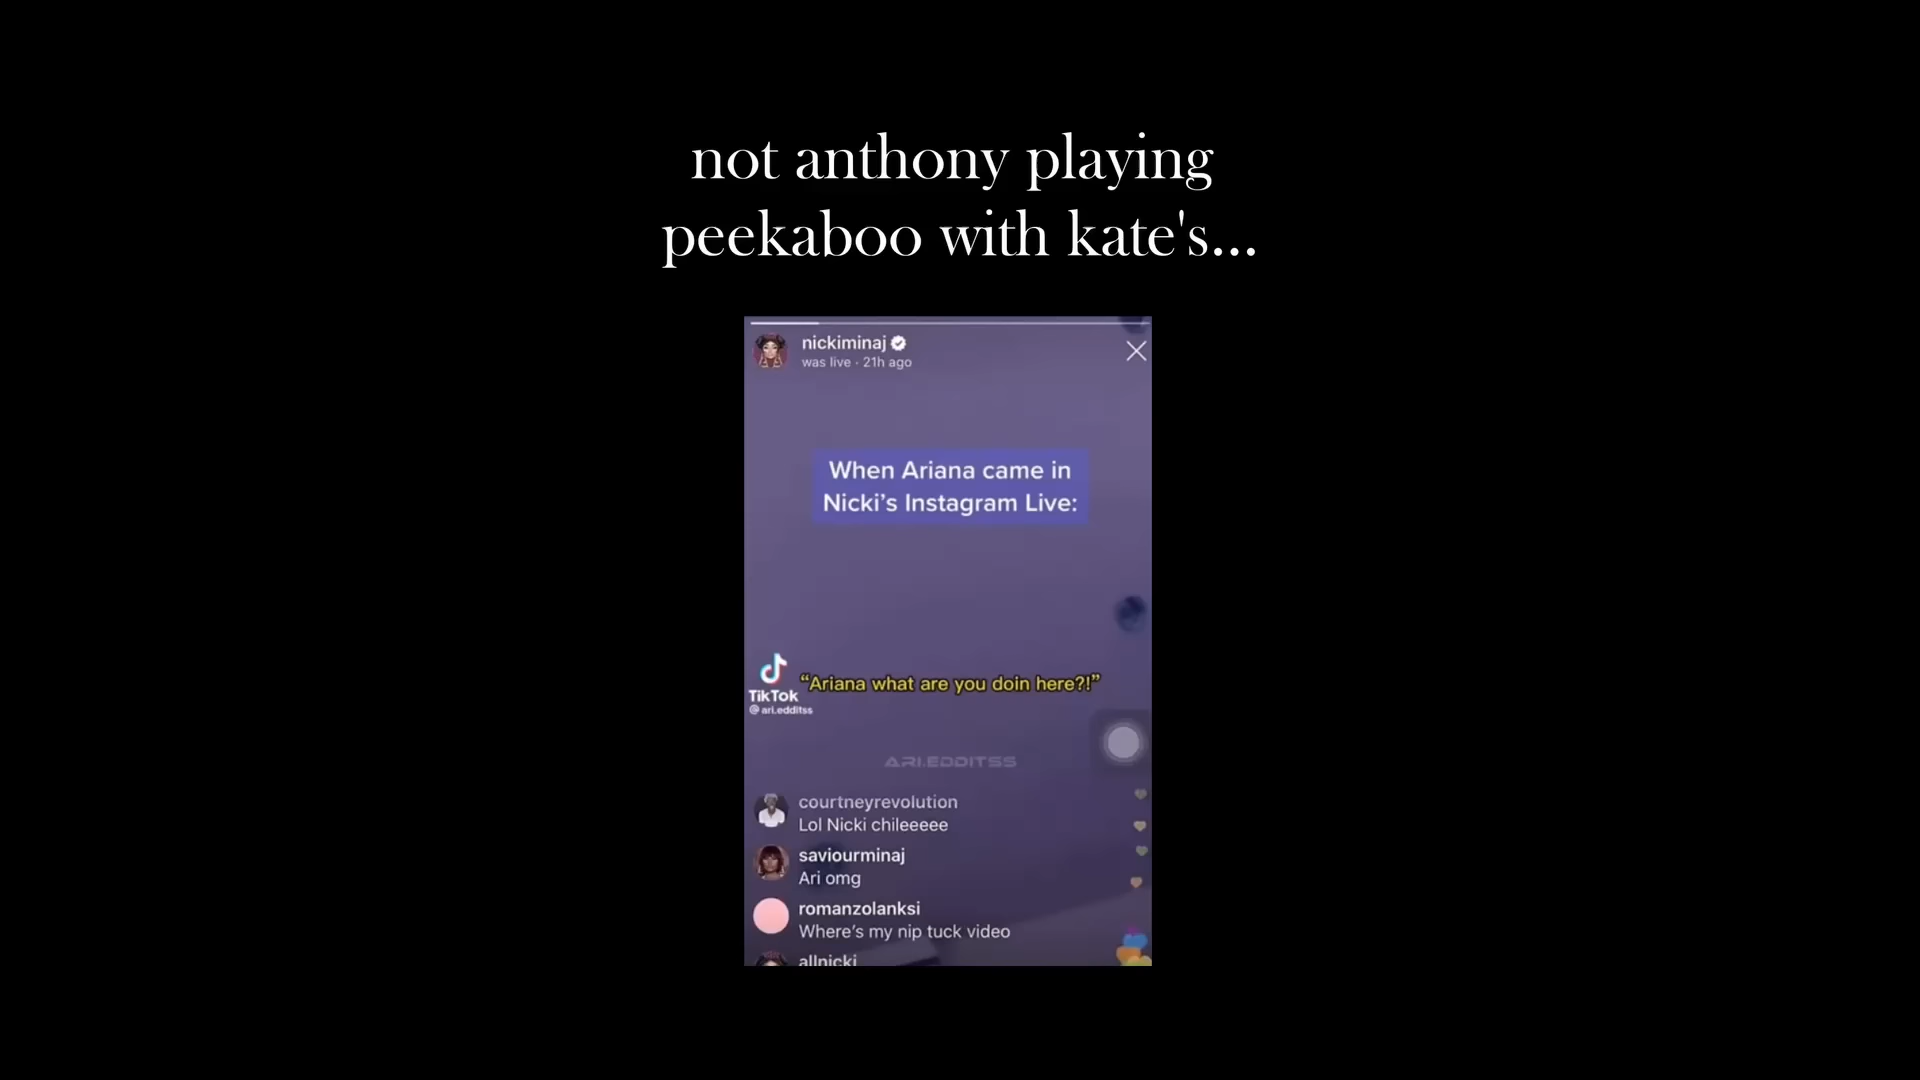 not anthony playing
peekaboo with kate's...
nickiminaj
was live · 21h ago
When Ariana came in
Nicki's Instagram Live:
TikTok
@ari.edditss
“Ariana what are you doin here?!”
ARI.EDDITSS
courtneyrevolution
Lol Nicki chileeeee
saviourminaj
Ari omg
romanzolanksi
Where's my nip tuck video
allnicki